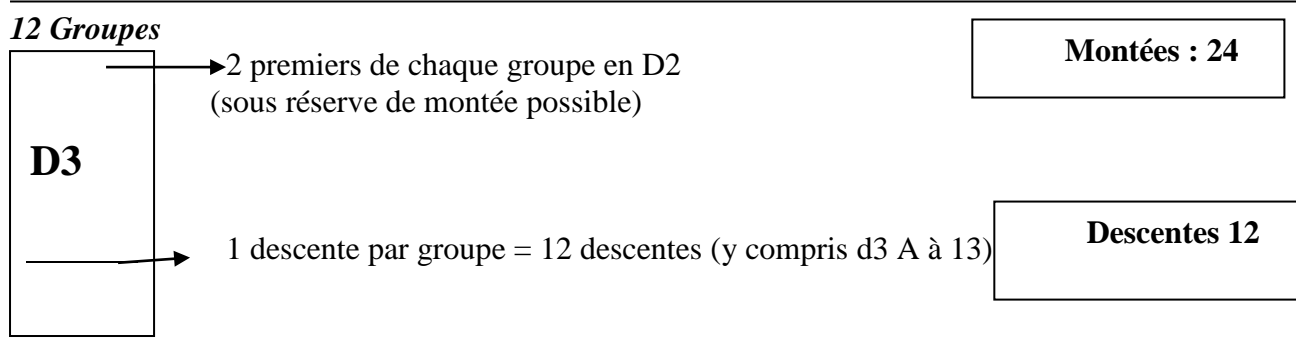 12 Groupes
2 premiers de chaque groupe en D2
(sous réserve de montée possible)
Montées : 24
D3
1 descente par groupe = 12 descentes (y compris d3 A à 13)
Descentes 12